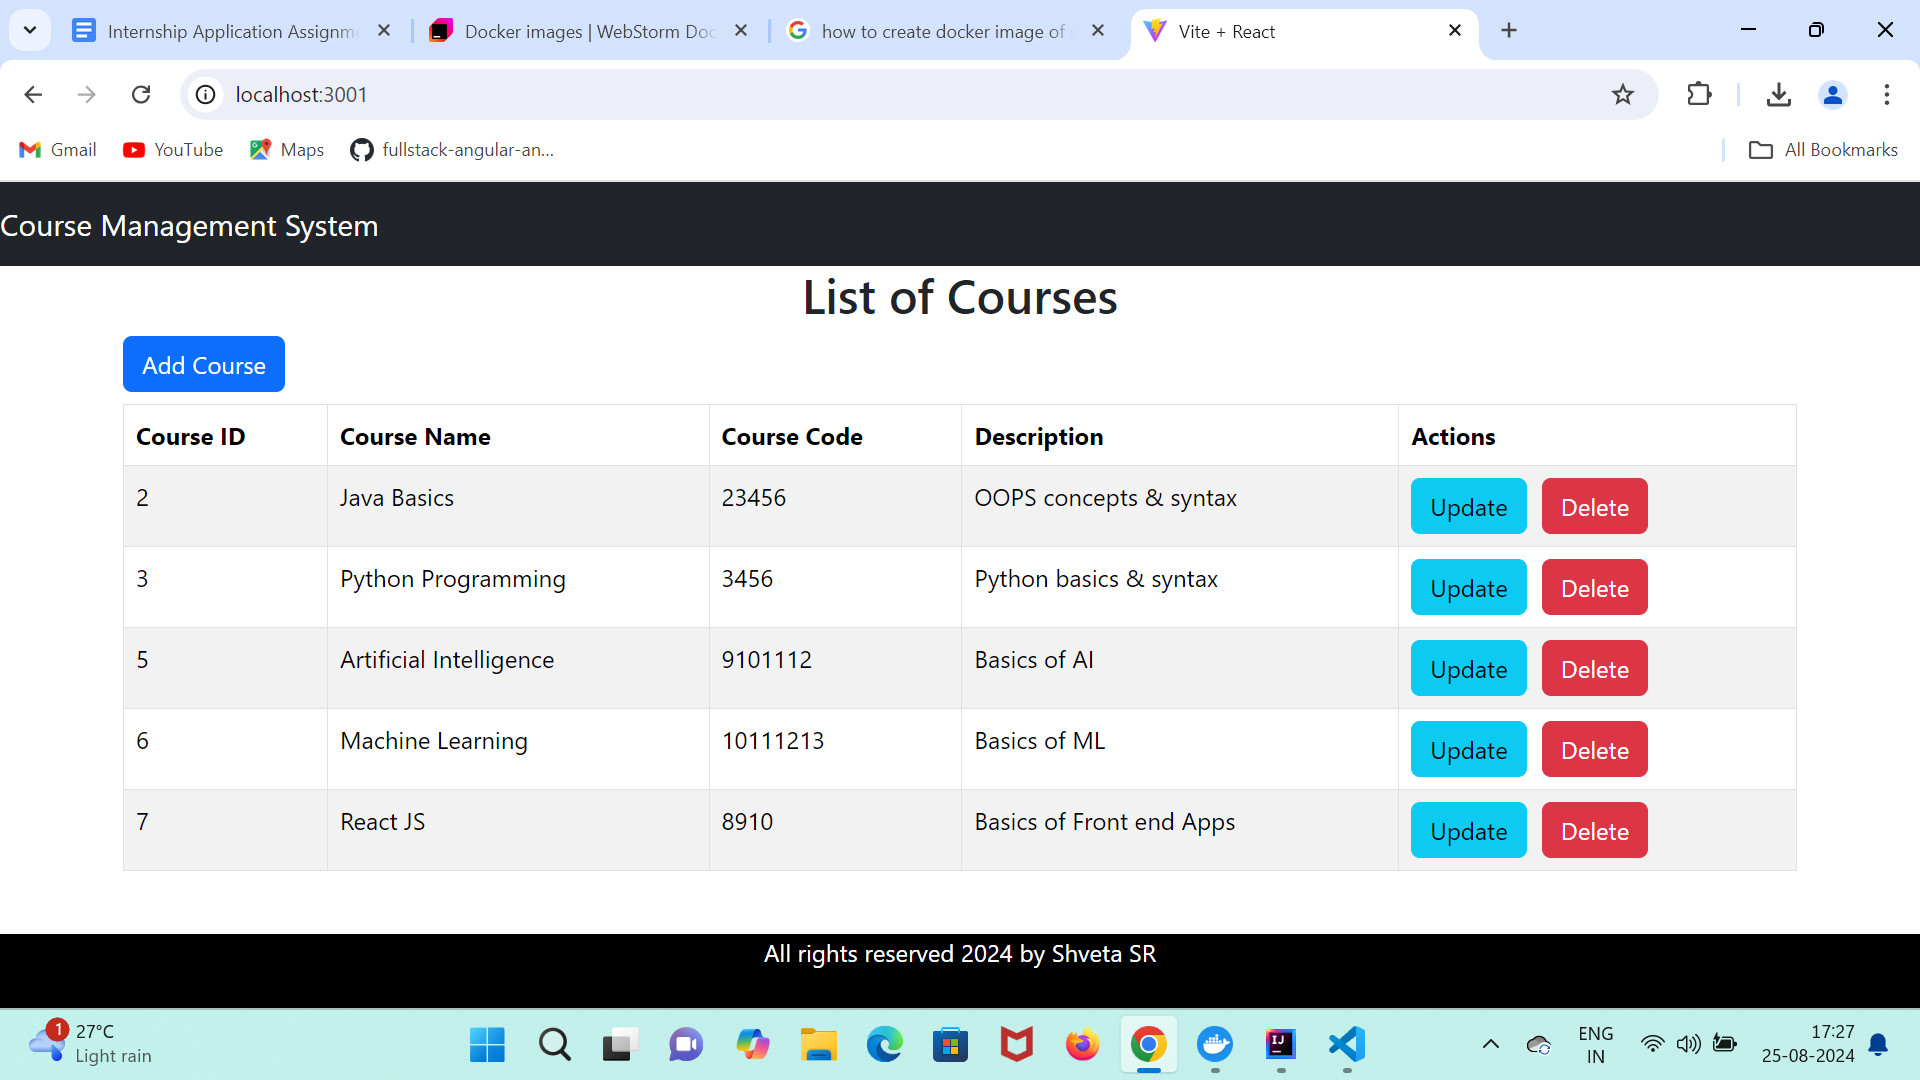 Internship Application Assignm
Docker images | WebStorm Doc
how to create docker image of
Vite + React
localhost:3001
Gmail
YouTube
Maps
fullstack-angular-an...
All Bookmarks
Course Management System
List of Courses
Add Course
Course ID Course Name Course Code Description Actions
2 Java Basics 23456 OOPS concepts & syntax Update Delete
3 Python Programming 3456 Python basics & syntax Update Delete
5 Artificial Intelligence 9101112 Basics of AI Update Delete
6 Machine Learning 10111213 Basics of ML Update Delete
7 React JS 8910 Basics of Front end Apps Update Delete
All rights reserved 2024 by Shveta SR
1
27°C
Light rain
IJ
ENG
IN
17:27
25-08-2024